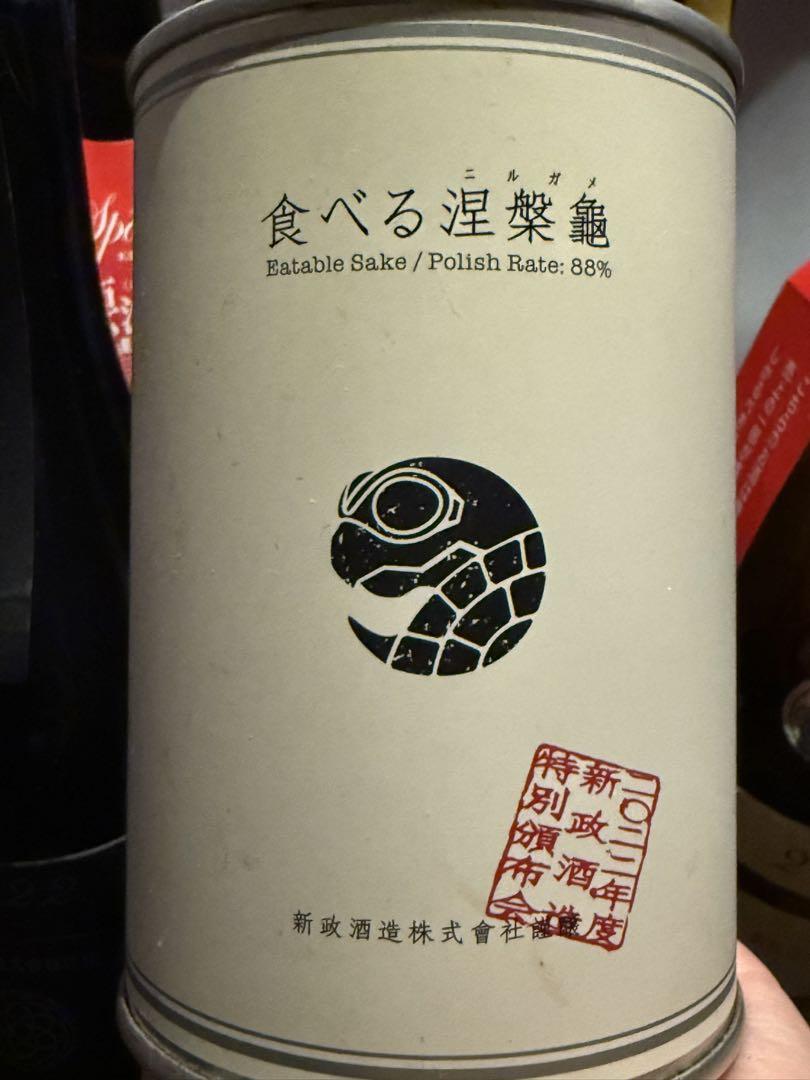 ニルガメ
食べる涅槃龜
Eatable Sake / Polish Rate: 88%
二〇二二年度
新政酒造
特別頒布会
新政酒造株式會社謹醸